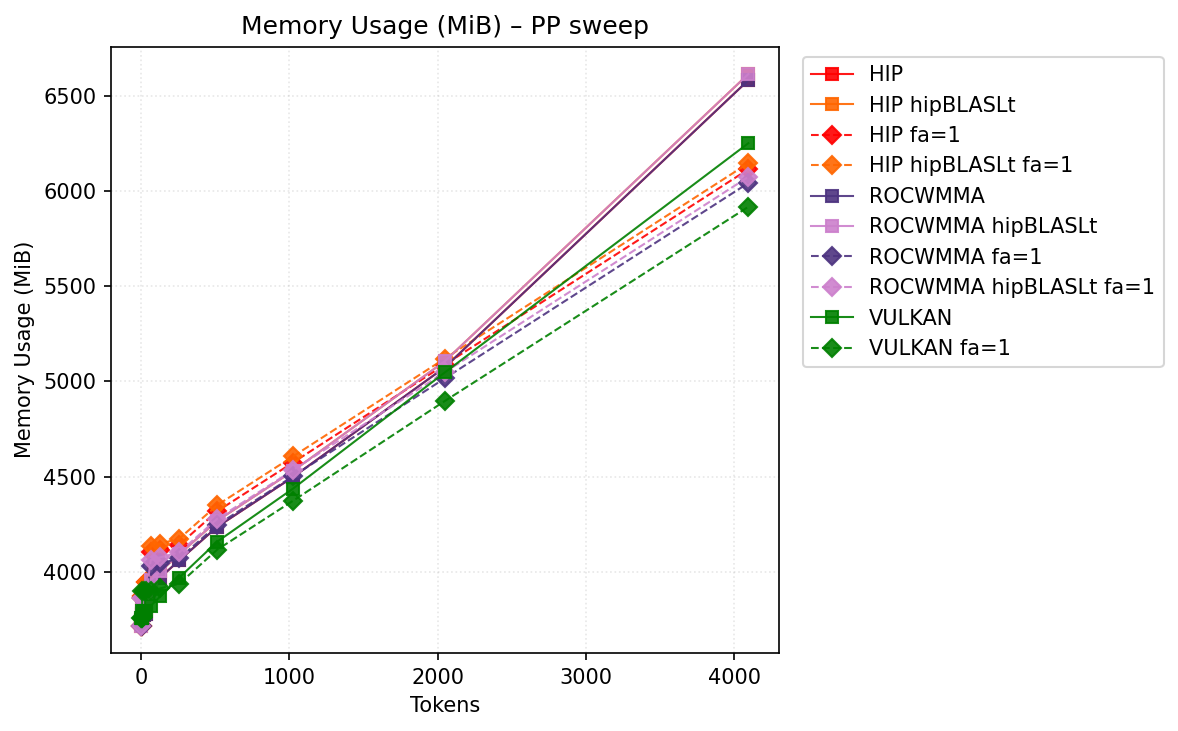 Memory Usage (MiB) – PP sweep
Memory Usage (MiB)
6500
6000
5500
5000
4500
4000
0
1000
2000
3000
4000
Tokens
HIP
HIP hipBLASLt
HIP fa=1
HIP hipBLASLt fa=1
ROCWMMA
ROCWMMA hipBLASLt
ROCWMMA fa=1
ROCWMMA hipBLASLt fa=1
VULKAN
VULKAN fa=1